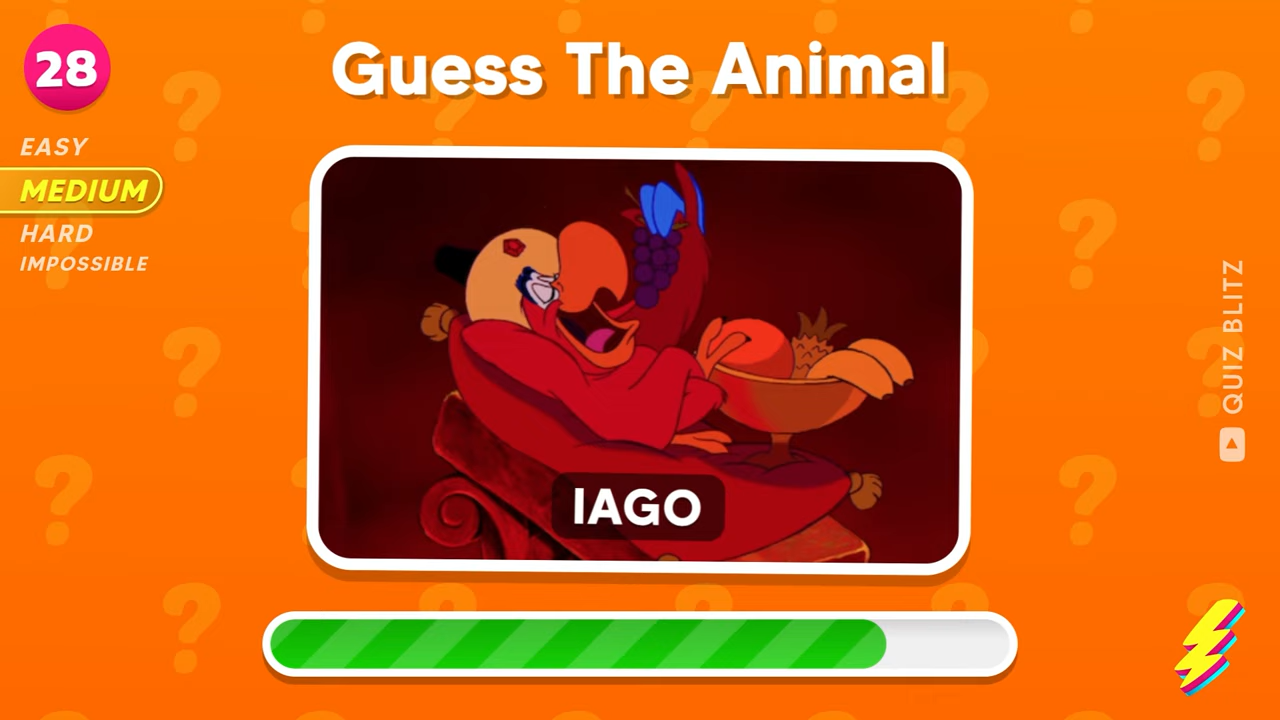 28
Guess The Animal
EASY
MEDIUM
HARD
IMPOSSIBLE
IAGO
QUIZ BLITZ